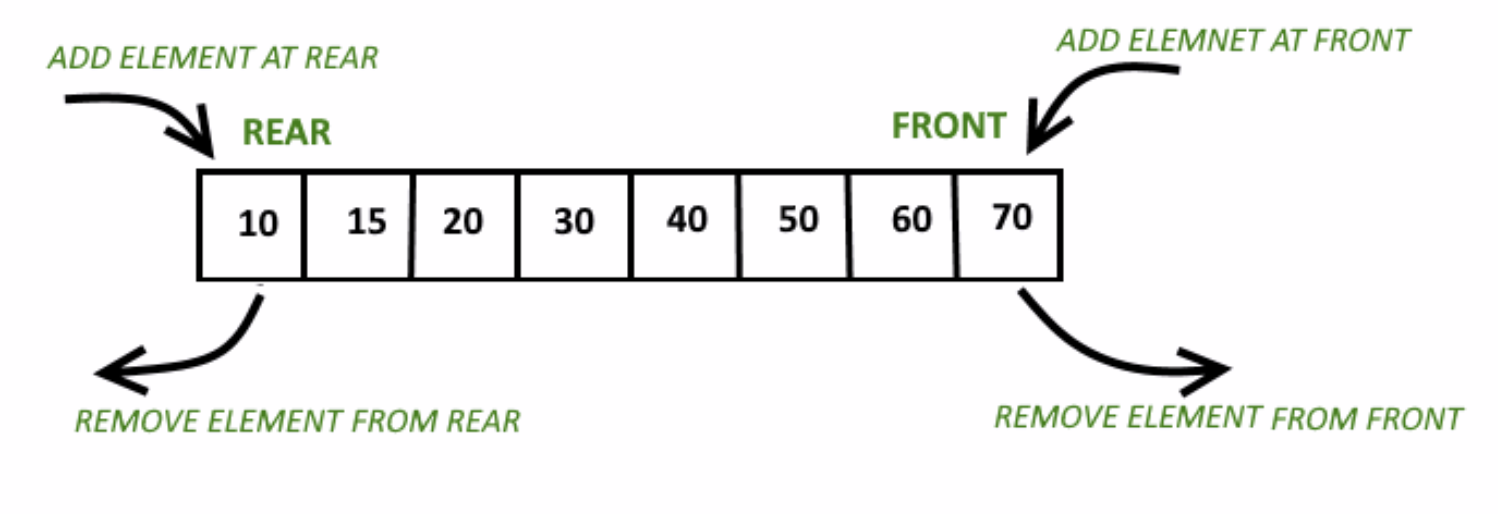 ADD ELEMENT AT REAR
ADD ELEMNET AT FRONT
REAR
FRONT
10 15 20 30 40 50 60 70
REMOVE ELEMENT FROM REAR
REMOVE ELEMENT FROM FRONT